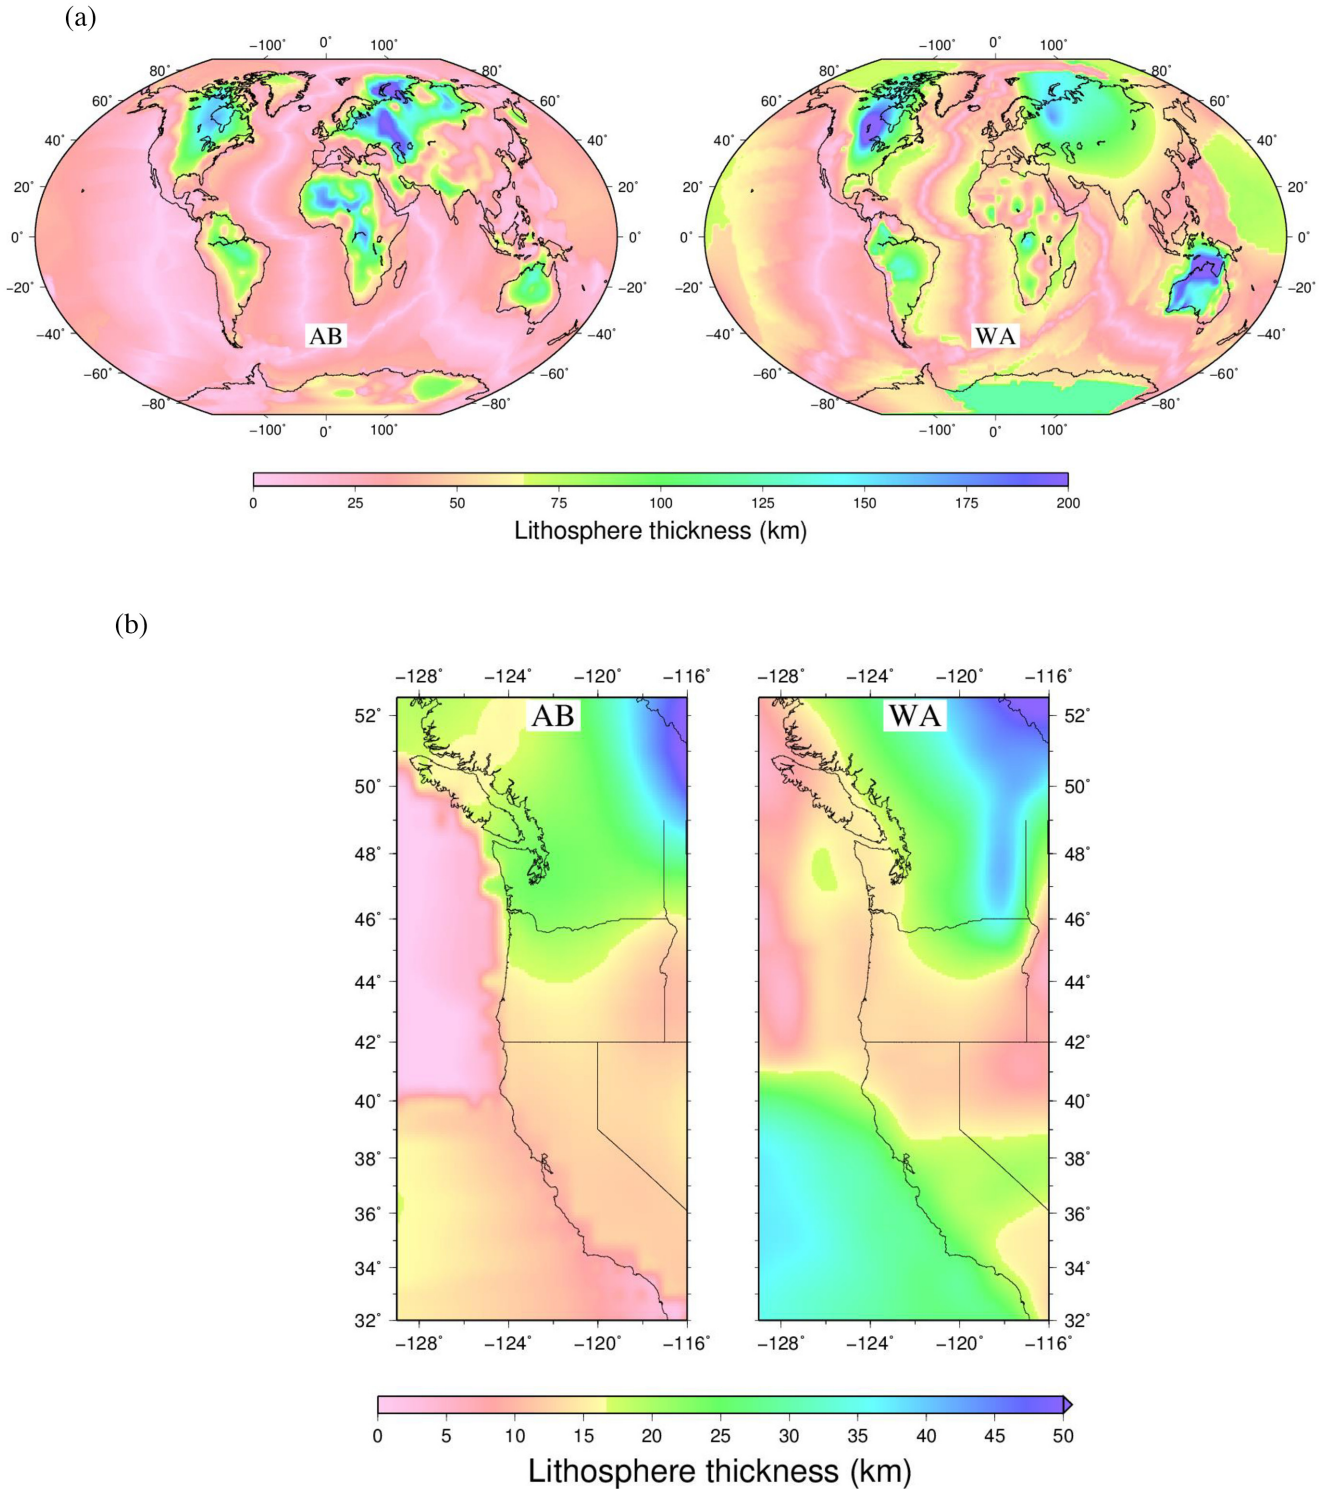 (a)
−100˚ 0˚ 100˚ −100˚ 0˚ 100˚
80˚ 80˚ 80˚ 80˚
60˚ 60˚ 60˚ 60˚
40˚ 40˚ 40˚ 40˚
20˚ 20˚ 20˚ 20˚
0˚ 0˚ 0˚ 0˚
−20˚ −20˚ −20˚ −20˚
−40˚ AB −40˚ −40˚ WA −40˚
−60˚ −60˚ −60˚ −60˚
−80˚ −80˚ −80˚ −80˚
−100˚ 0˚ 100˚ −100˚ 0˚ 100˚
0 25 50 75 100 125 150 175 200
Lithosphere thickness (km)
(b)
−128˚ −124˚ −120˚ −116˚ −128˚ −124˚ −120˚ −116˚
52˚ AB WA 52˚
50˚ 50˚
48˚ 48˚
46˚ 46˚
44˚ 44˚
42˚ 42˚
40˚ 40˚
38˚ 38˚
36˚ 36˚
34˚ 34˚
32˚ 32˚
−128˚ −124˚ −120˚ −116˚ −128˚ −124˚ −120˚ −116˚
0 5 10 15 20 25 30 35 40 45 50
Lithosphere thickness (km)